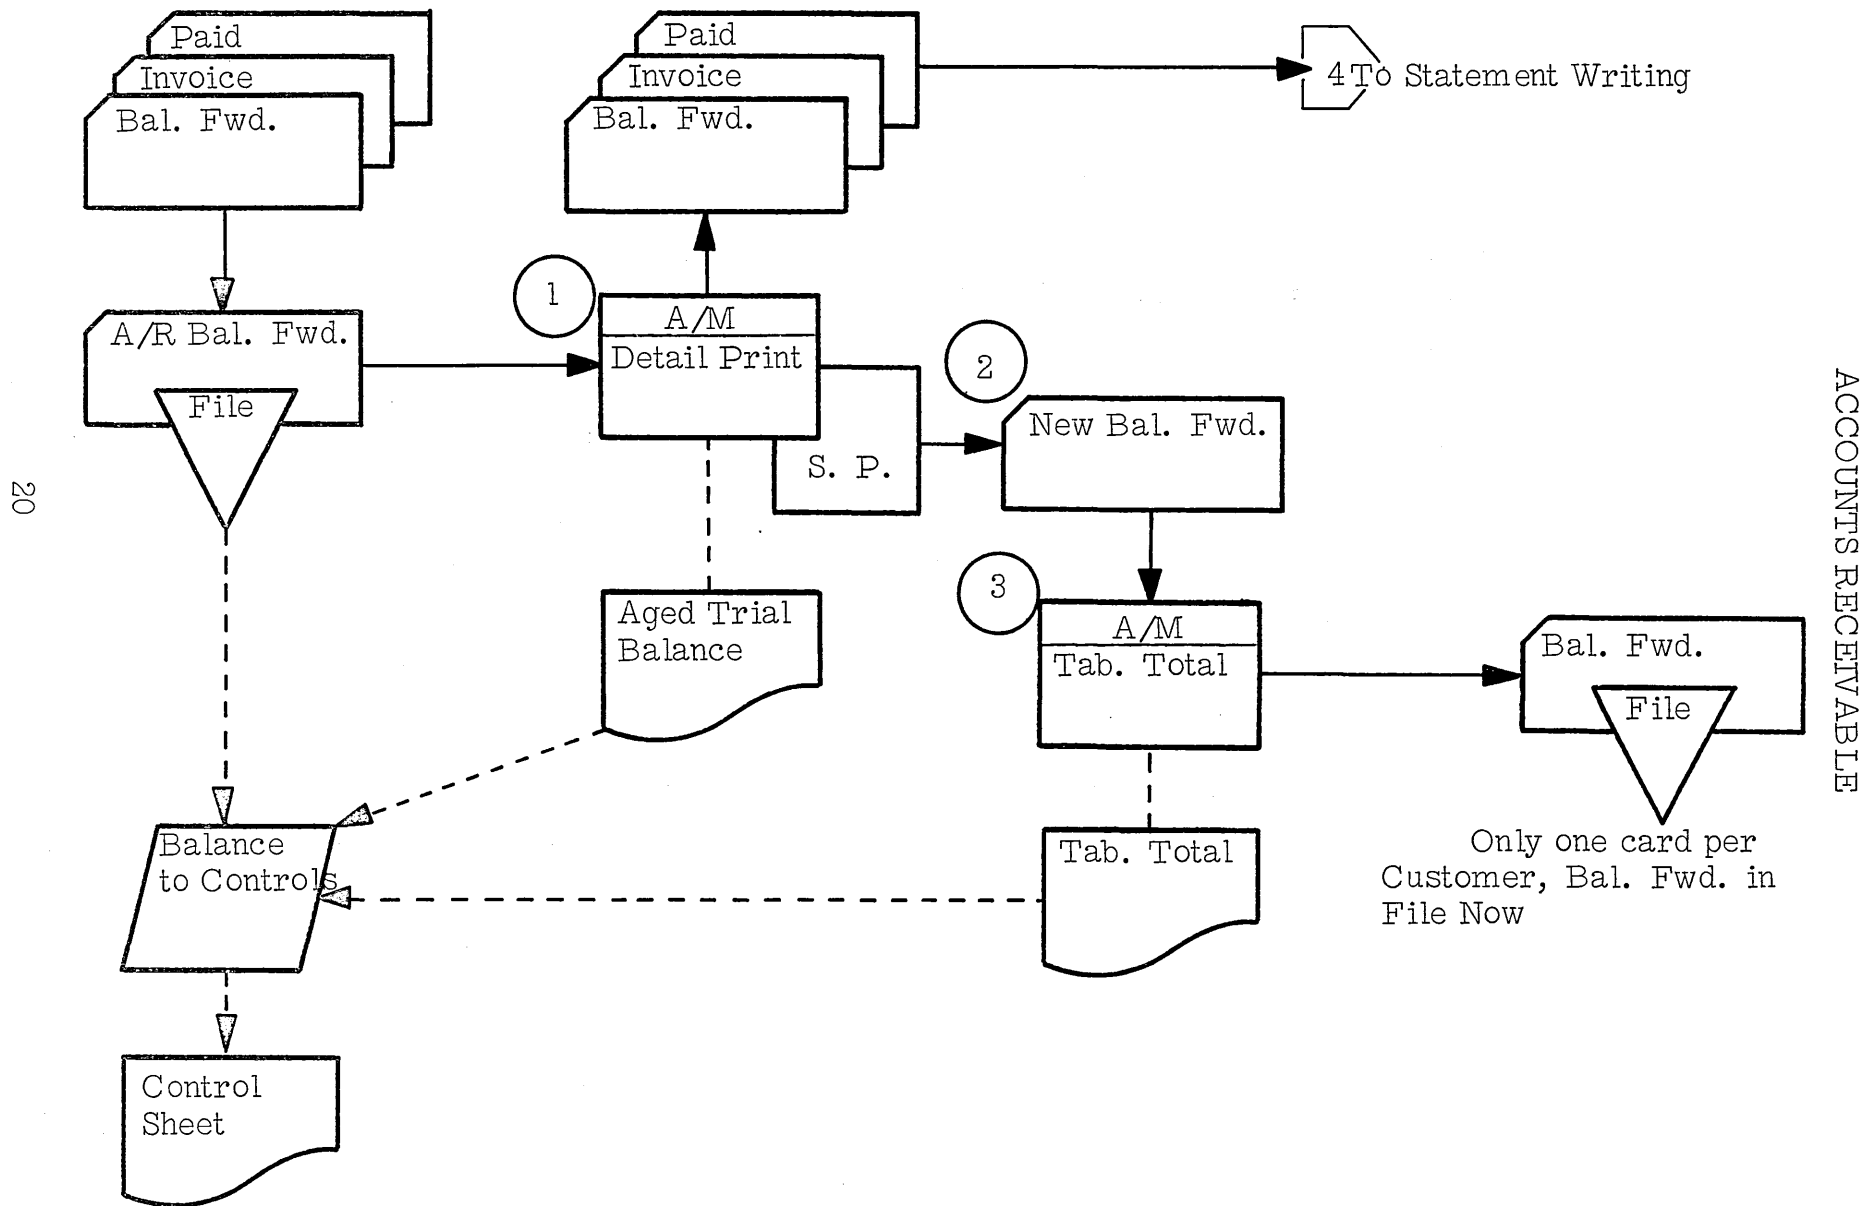 ACCOUNTS RECEIVABLE
Paid
Invoice
Bal. Fwd.
Paid
Invoice
Bal. Fwd.
4 To Statement Writing
A/R Bal. Fwd.
File
1
A/M
Detail Print
S. P.
2
New Bal. Fwd.
3
A/M
Tab. Total
Aged Trial
Balance
Bal. Fwd.
File
Only one card per
Customer, Bal. Fwd. in
File Now
Balance
to Controls
Tab. Total
Control
Sheet
20